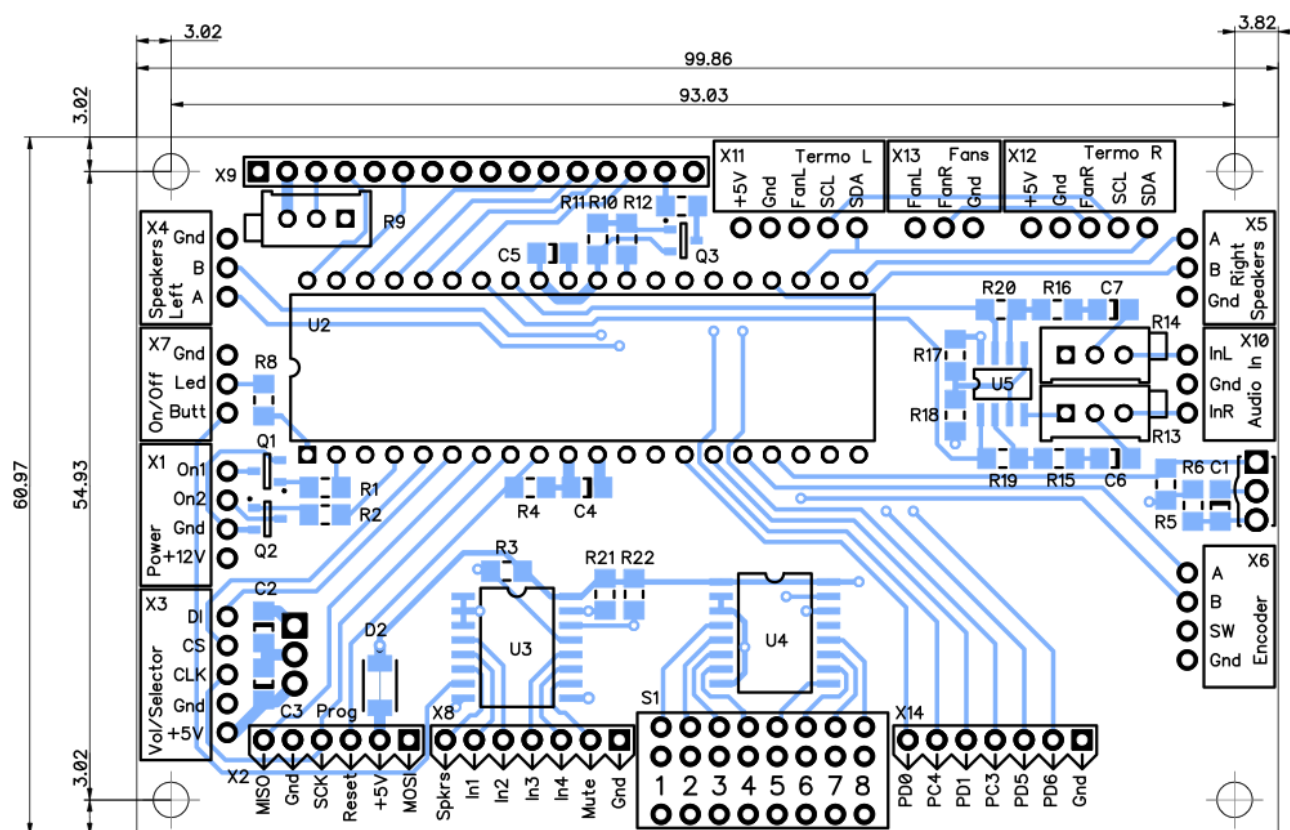 3.02
3.82
99.86
93.03
3.02
60.97
54.93
3.02
X9
R9
R11 R10 R12
C5
Q3
X11 Termo L
+5V
Gnd
FanL
SCL
SDA
X13 Fans
FanL
FanR
Gnd
X12 Termo R
+5V
Gnd
FanR
SCL
SDA
X4
Speakers
Left
Gnd
B
A
X5
Right
Speakers
A
B
Gnd
U2
R20 R16 C7
R14
R17
U5
R18
R13
R19 R15 C6
X10
Audio In
InL
Gnd
InR
X7
On/Off
Gnd
Led
Butt
R8
X1
Power
On1
On2
Gnd
+12V
Q1
Q2
R1
R2
R4 C4
R6 C1
R5
X6
Encoder
A
B
SW
Gnd
X3
Vol/Selector
DI
CS
CLK
Gnd
+5V
C2
C3
D2
R3
R21 R22
U3
U4
Prog
X2
MISO
Gnd
SCK
Reset
+5V
MOSI
X8
Spkrs
In1
In2
In3
In4
Mute
Gnd
S1
1 2 3 4 5 6 7 8
X14
PD0
PC4
PD1
PC3
PD5
PD6
Gnd